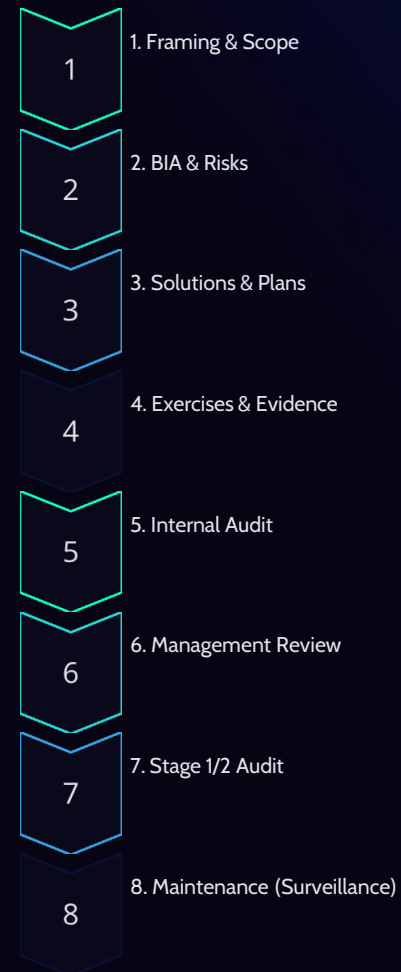 1
1. Framing & Scope
2
2. BIA & Risks
3
3. Solutions & Plans
4
4. Exercises & Evidence
5
5. Internal Audit
6
6. Management Review
7
7. Stage 1/2 Audit
8
8. Maintenance (Surveillance)